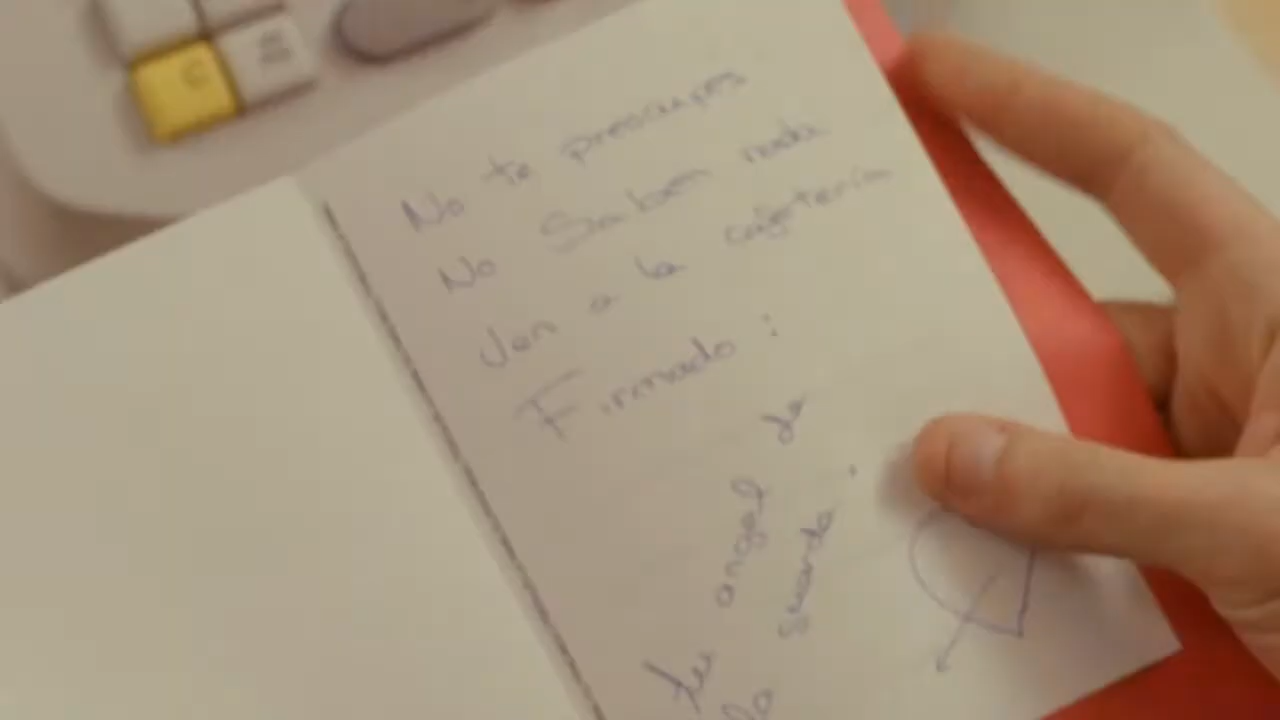 No te preocupes
No Saben nada
Ven a la cafetería
Firmado :
tu angel de
la guarda .
C